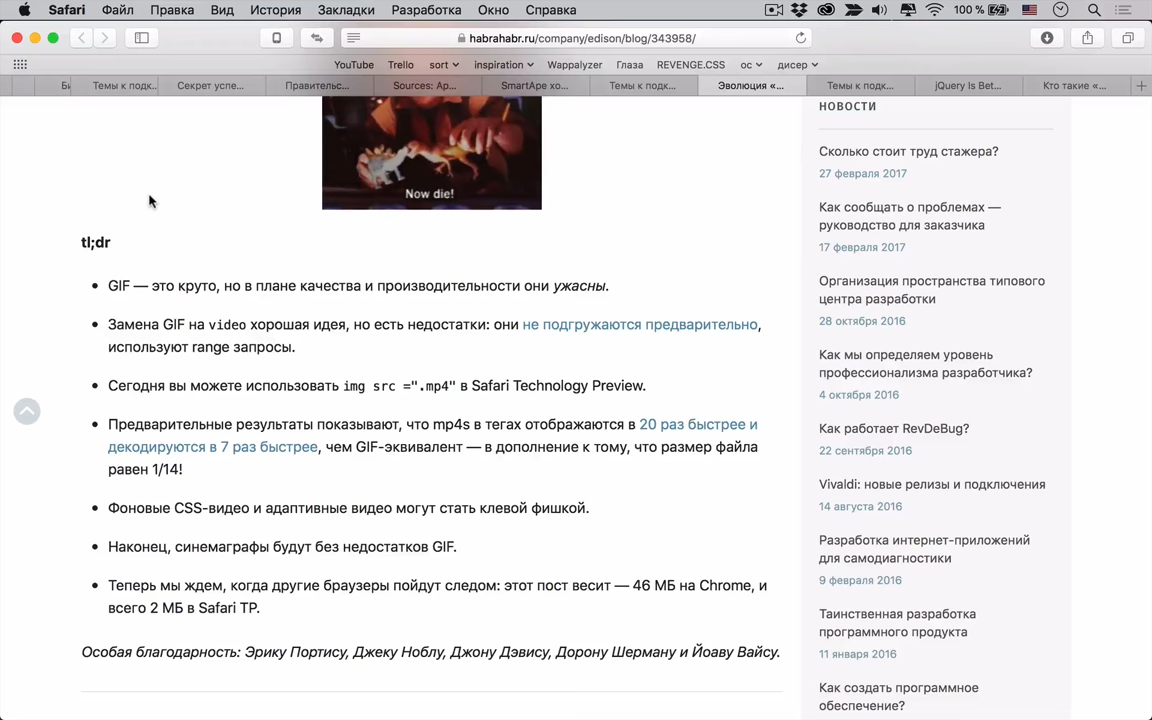 Safari Файл Правка Вид История Закладки Разработка Окно Справка 100 %
habrahabr.ru/company/edison/blog/343958/
YouTube Trello sort inspiration Wappalyzer Глаза REVENGE.CSS ос дисер
Темы к подк... Секрет успе... Правительс... Sources: Ap... SmartApe хо... Темы к подк... Эволюция «... Темы к подк... jQuery Is Bet... Кто такие «...
Now die!
tl;dr
GIF — это круто, но в плане качества и производительности они ужасны.
Замена GIF на video хорошая идея, но есть недостатки: они не подгружаются предварительно,
используют range запросы.
Сегодня вы можете использовать img src =".mp4" в Safari Technology Preview.
Предварительные результаты показывают, что mp4s в тегах отображаются в 20 раз быстрее и
декодируются в 7 раз быстрее, чем GIF-эквивалент — в дополнение к тому, что размер файла
равен 1/14!
Фоновые CSS-видео и адаптивные видео могут стать клевой фишкой.
Наконец, синемаграфы будут без недостатков GIF.
Теперь мы ждем, когда другие браузеры пойдут следом: этот пост весит — 46 МБ на Chrome, и
всего 2 МБ в Safari TP.
Особая благодарность: Эрику Портису, Джеку Ноблу, Джону Дэвису, Дорону Шерману и Йоаву Вайсу.
НОВОСТИ
Сколько стоит труд стажера?
27 февраля 2017
Как сообщать о проблемах —
руководство для заказчика
17 февраля 2017
Организация пространства типового
центра разработки
28 октября 2016
Как мы определяем уровень
профессионализма разработчика?
4 октября 2016
Как работает RevDeBug?
22 сентября 2016
Vivaldi: новые релизы и подключения
14 августа 2016
Разработка интернет-приложений
для самодиагностики
9 февраля 2016
Таинственная разработка
программного продукта
11 января 2016
Как создать программное
обеспечение?